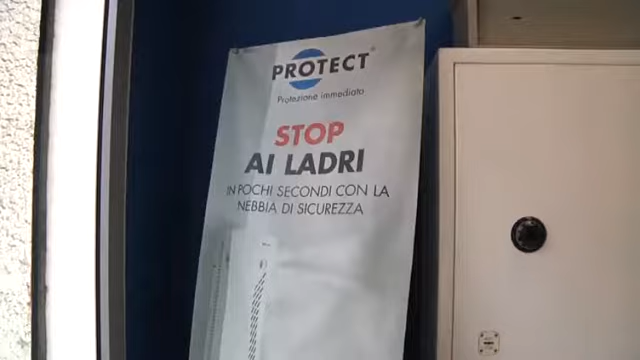 PROTECT®
Protezione immediata
STOP
AI LADRI
IN POCHI SECONDI CON LA
NEBBIA DI SICUREZZA